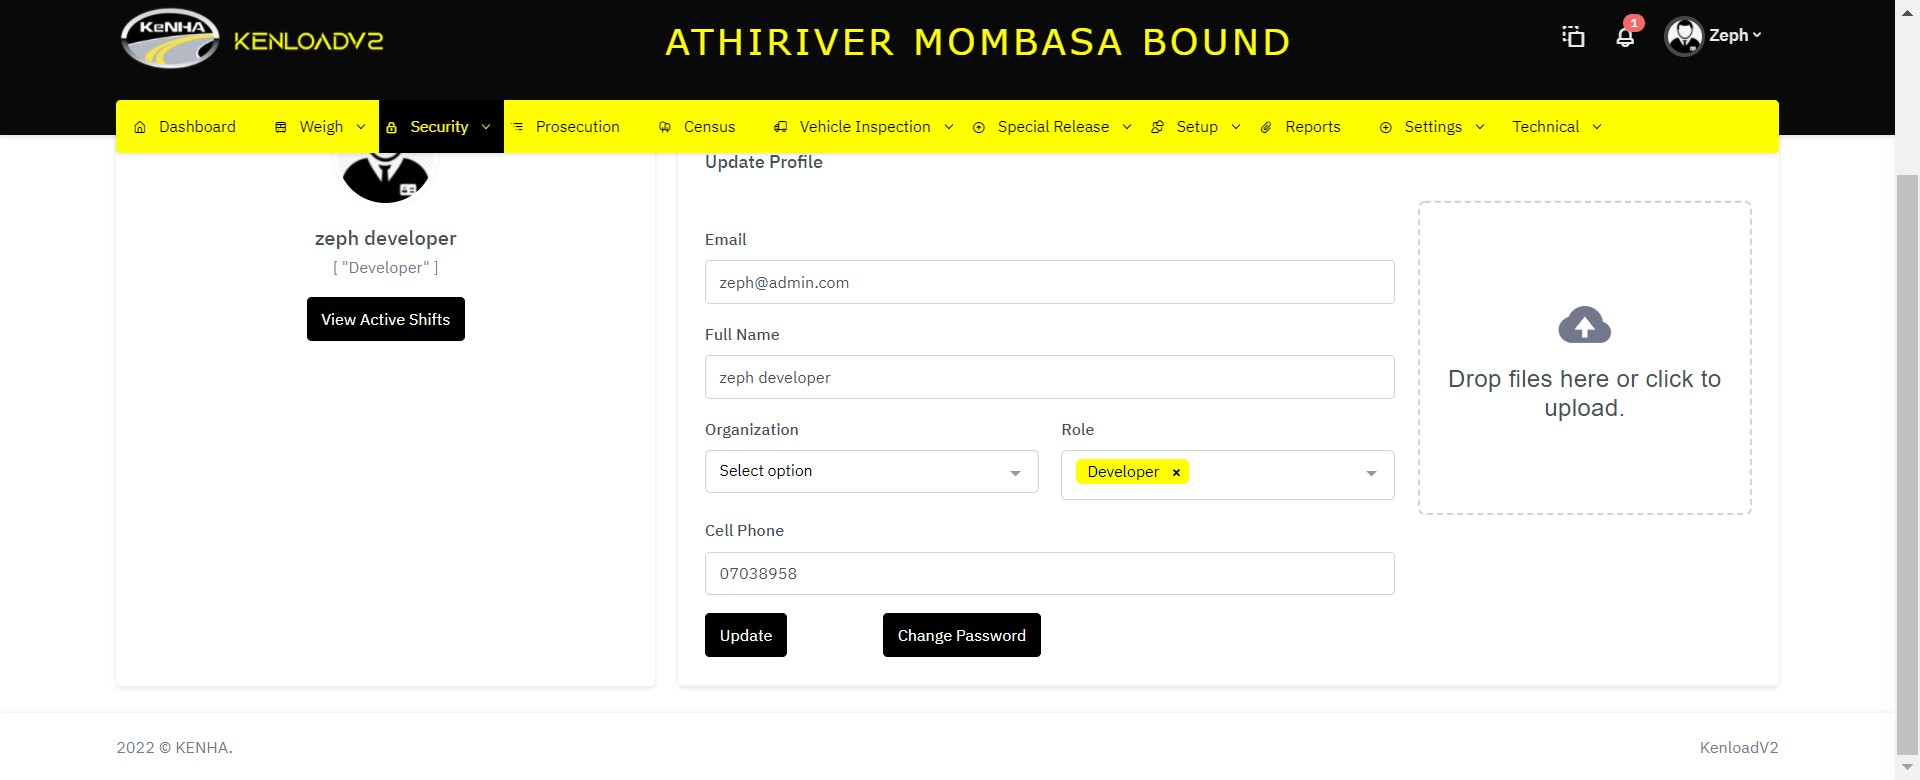 KeNHA
KENLOADV2
ATHIRIVER MOMBASA BOUND
1
Zeph
Dashboard
Weigh
Security
Prosecution
Census
Vehicle Inspection
Special Release
Setup
Reports
Settings
Technical
zeph developer
[ "Developer" ]
View Active Shifts
Update Profile
Email
zeph@admin.com
Full Name
zeph developer
Organization
Role
Select option
Developer ×
Cell Phone
07038958
Update
Change Password
Drop files here or click to
upload.
2022 © KENHA.
KenloadV2